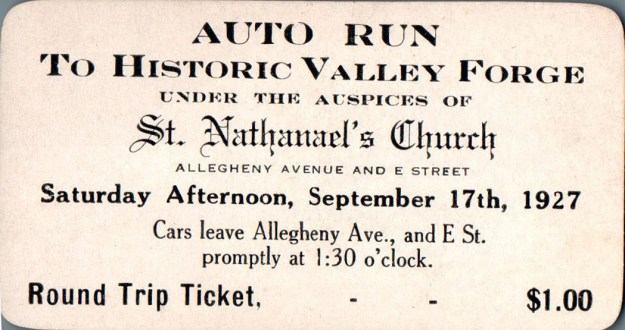 AUTO RUN
TO HISTORIC VALLEY FORGE
UNDER THE AUSPICES OF
St. Nathanael's Church
ALLEGHENY AVENUE AND E STREET
Saturday Afternoon, September 17th, 1927
Cars leave Allegheny Ave., and E St.
promptly at 1:30 o'clock.
Round Trip Ticket, - - $1.00